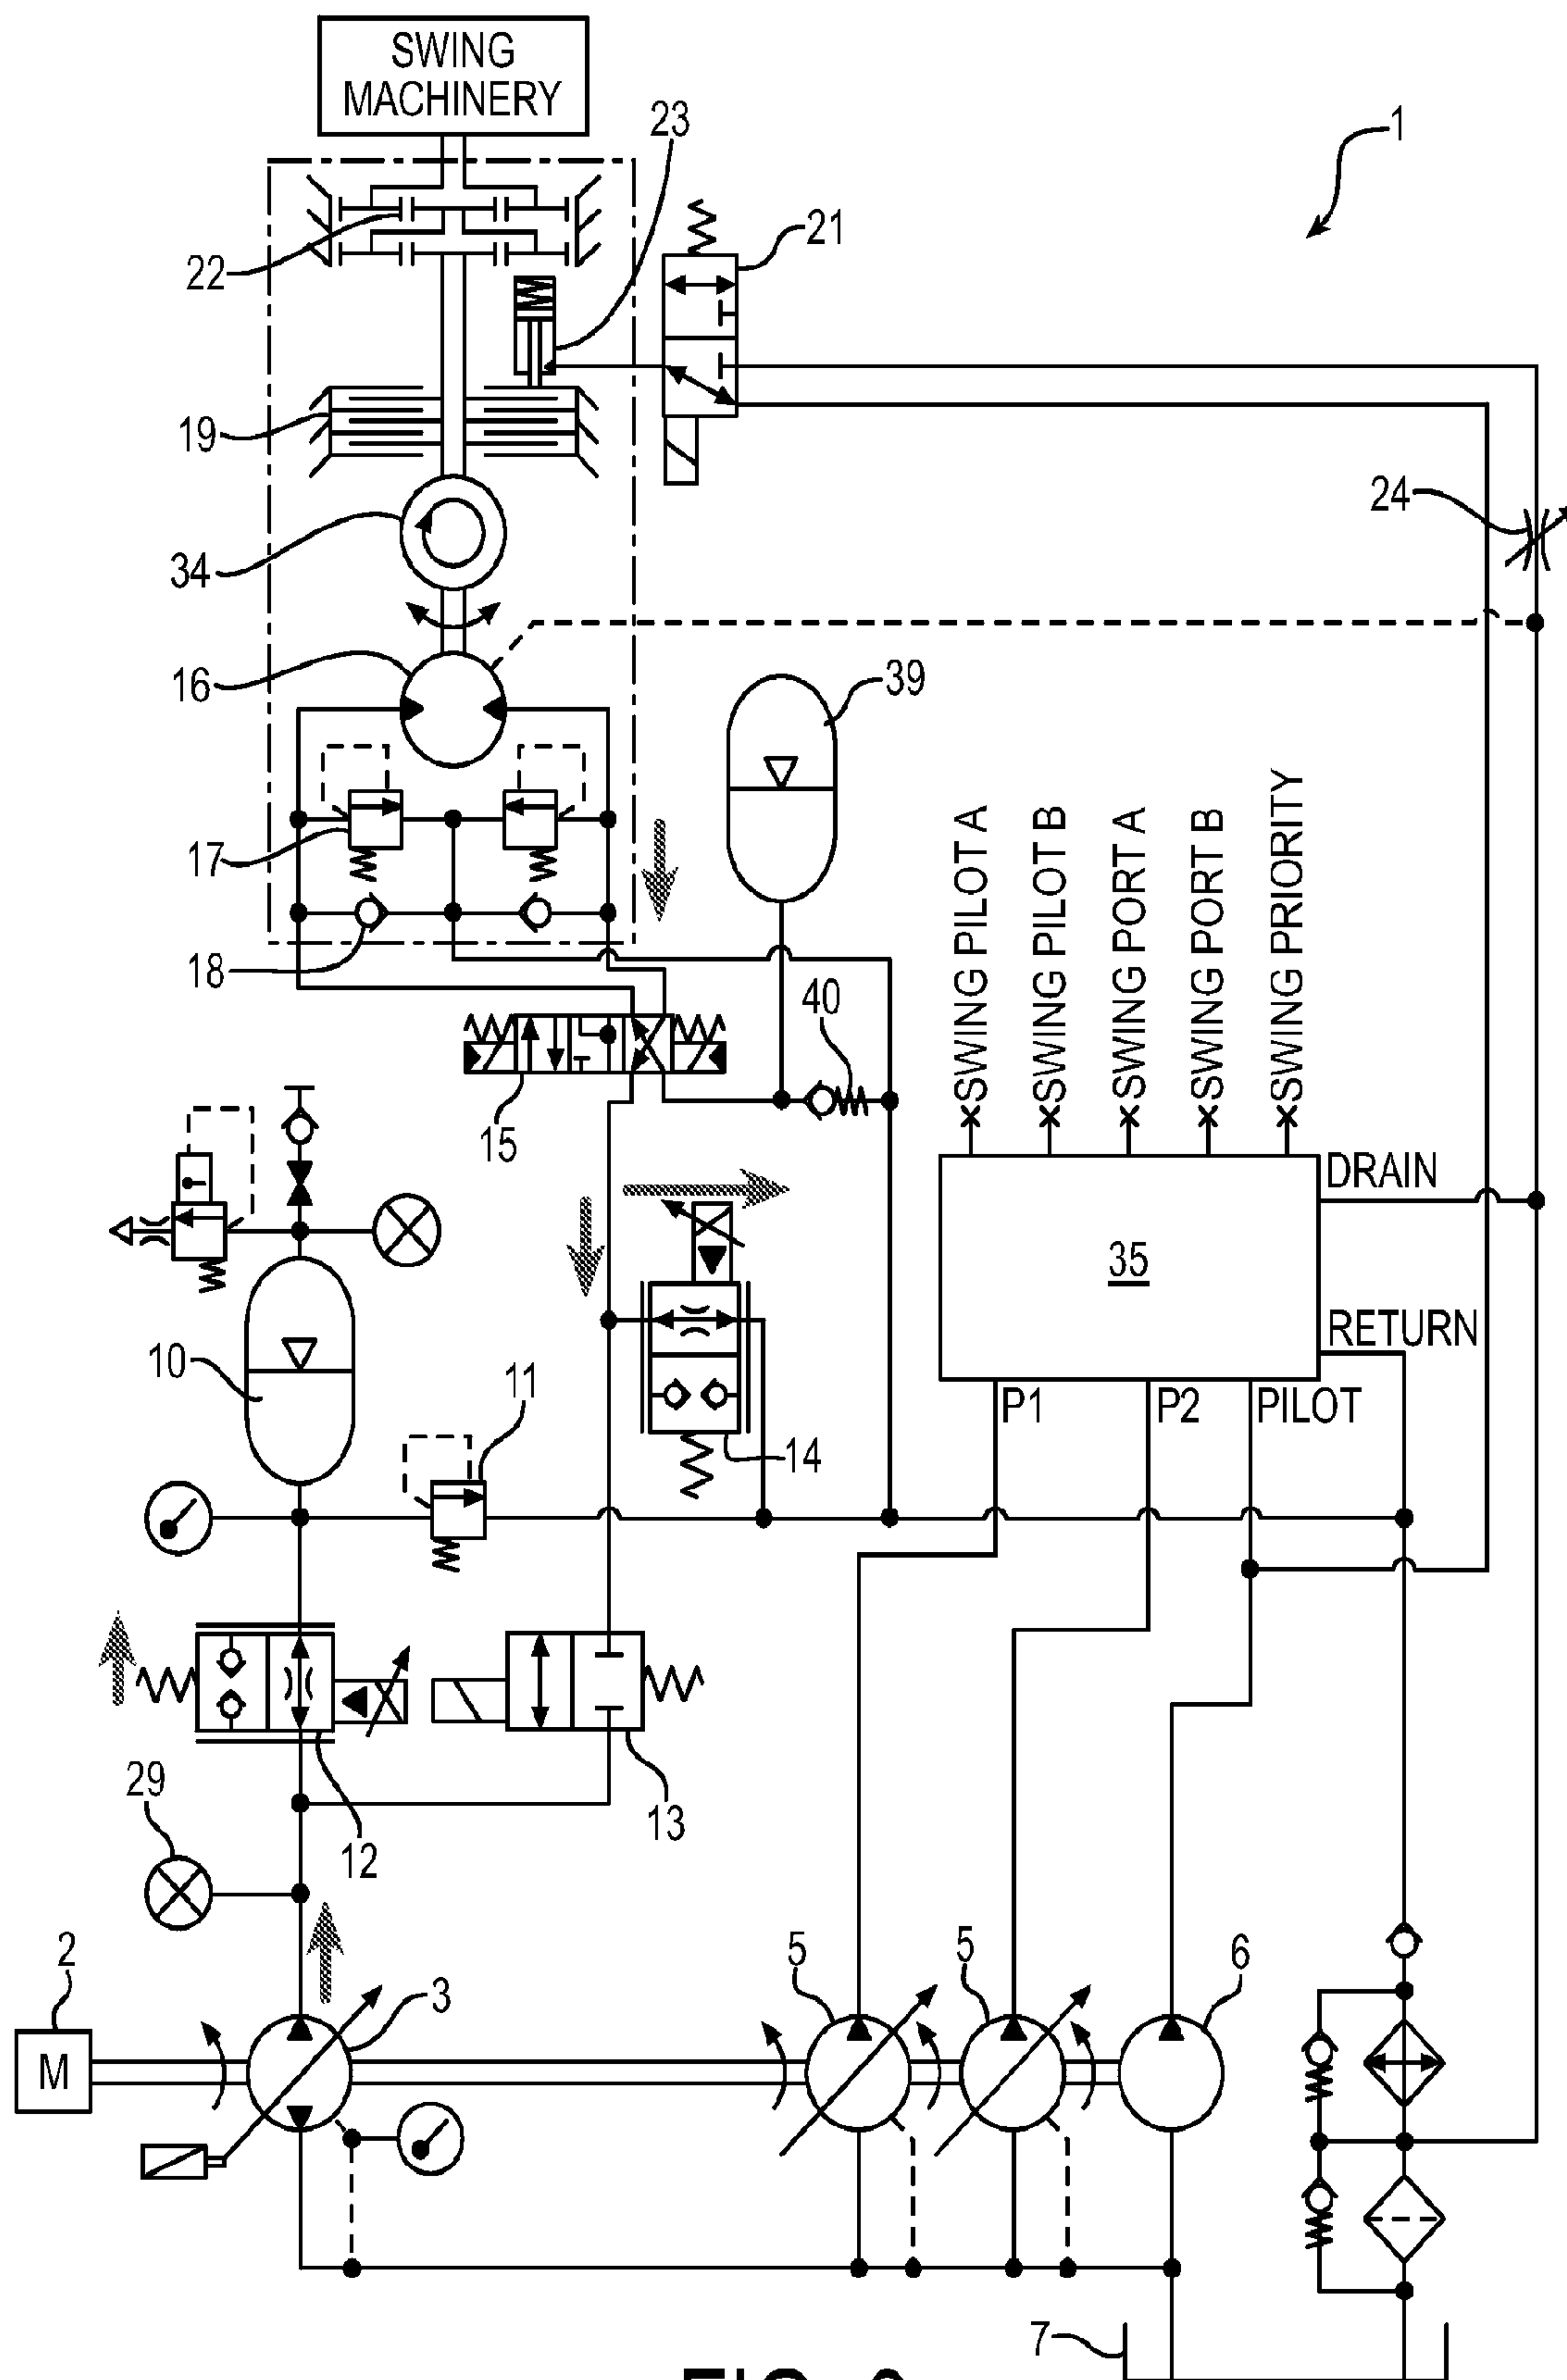 SWING
MACHINERY
23
1
21
22
19
24
34
16
39
17
18
40
SWING PILOT A
SWING PILOT B
SWING PORT A
SWING PORT B
SWING PRIORITY
15
DRAIN
35
RETURN
10
11
14
P1
P2
PILOT
29
12
13
2
3
5
5
6
M
7